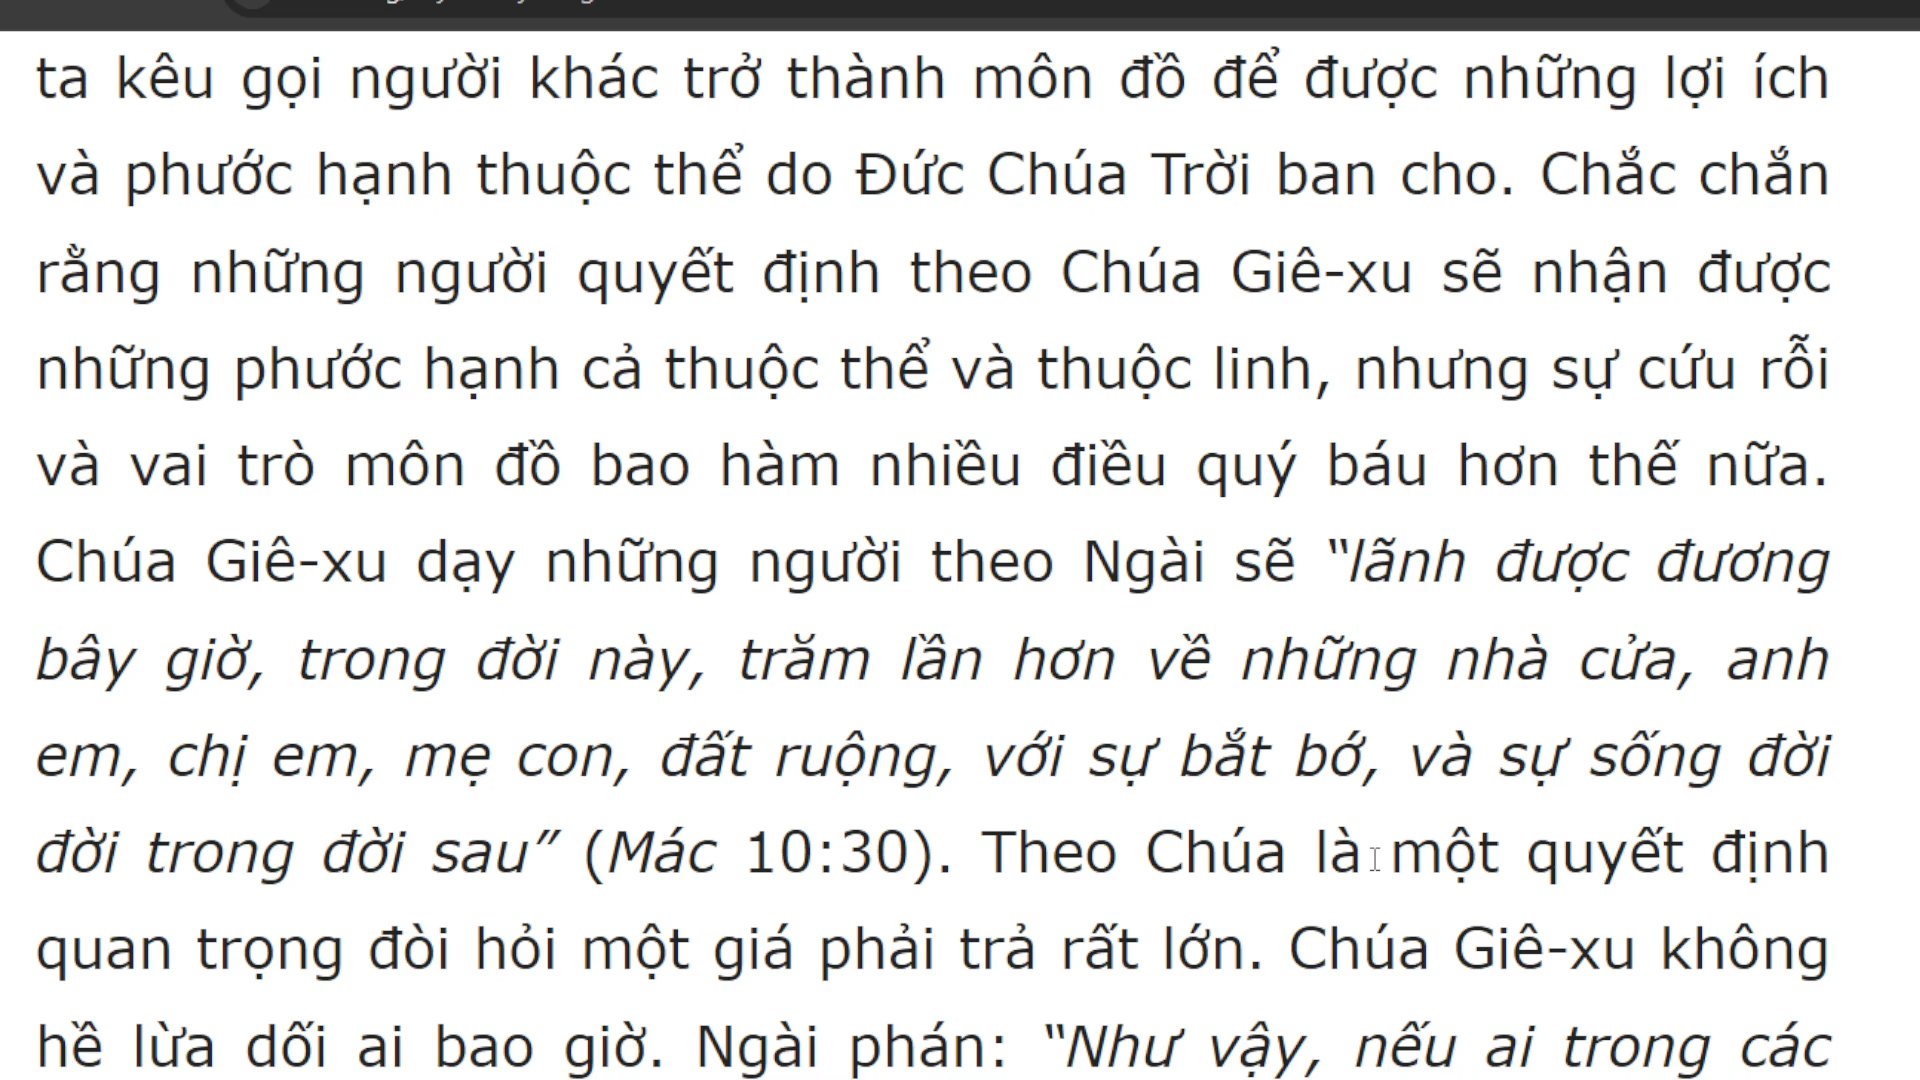 ta kêu gọi người khác trở thành môn đồ để được những lợi ích
và phước hạnh thuộc thể do Đức Chúa Trời ban cho. Chắc chắn
rằng những người quyết định theo Chúa Giê-xu sẽ nhận được
những phước hạnh cả thuộc thể và thuộc linh, nhưng sự cứu rỗi
và vai trò môn đồ bao hàm nhiều điều quý báu hơn thế nữa.
Chúa Giê-xu dạy những người theo Ngài sẽ “lãnh được đương
bây giờ, trong đời này, trăm lần hơn về những nhà cửa, anh
em, chị em, mẹ con, đất ruộng, với sự bắt bớ, và sự sống đời
đời trong đời sau” (Mác 10:30). Theo Chúa là một quyết định
quan trọng đòi hỏi một giá phải trả rất lớn. Chúa Giê-xu không
hề lừa dối ai bao giờ. Ngài phán: “Như vậy, nếu ai trong các